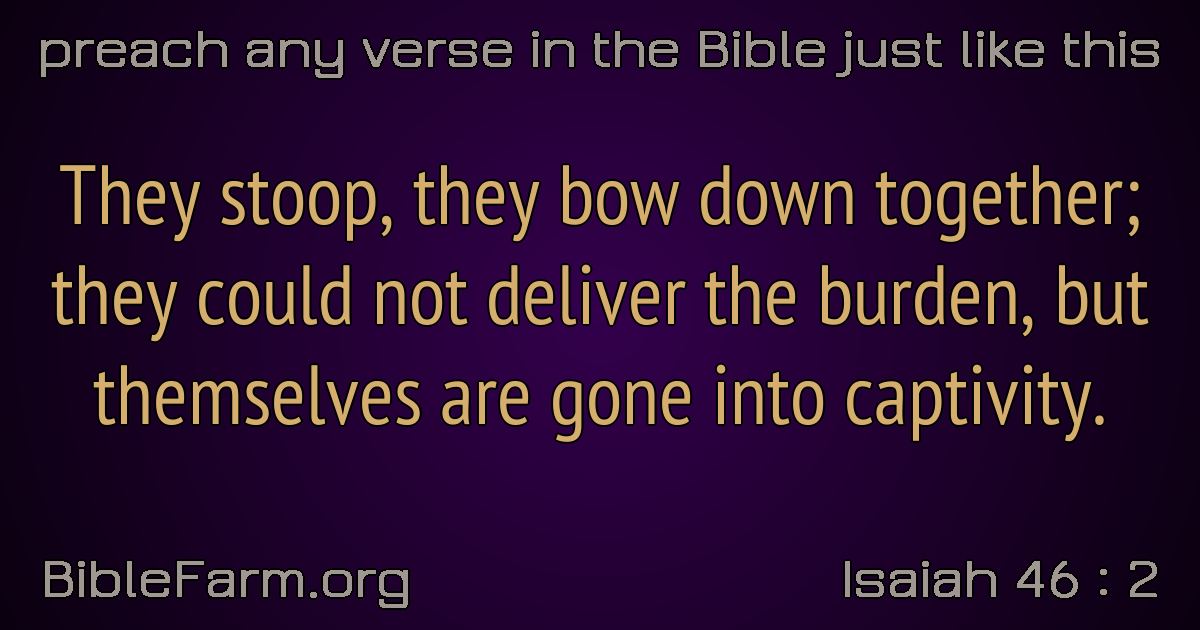 preach any verse in the Bible just like this
They stoop, they bow down together;
they could not deliver the burden, but
themselves are gone into captivity.
BibleFarm.org
Isaiah 46 : 2